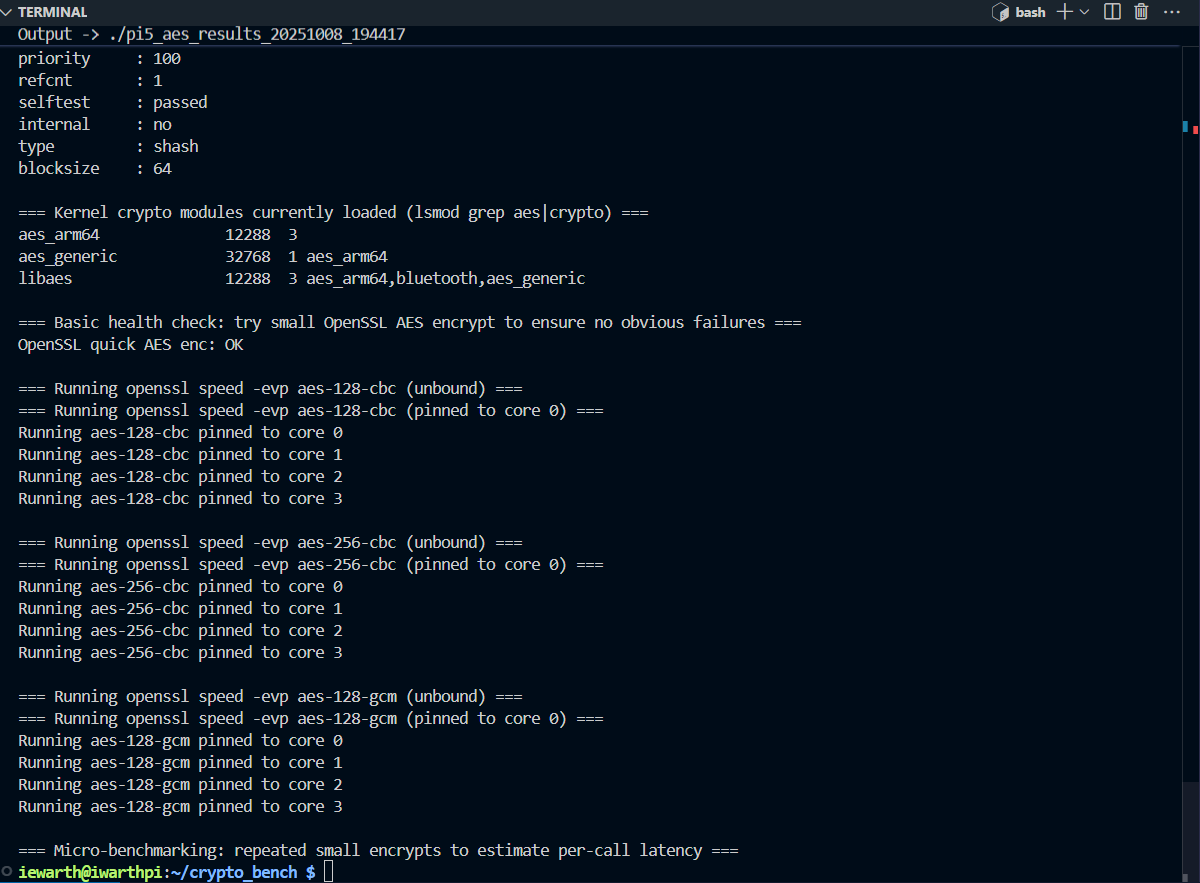 TERMINAL
bash
Output -> ./pi5_aes_results_20251008_194417
priority     : 100
refcnt       : 1
selftest     : passed
internal     : no
type         : shash
blocksize    : 64
=== Kernel crypto modules currently loaded (lsmod grep aes|crypto) ===
aes_arm64              12288  3
aes_generic            32768  1 aes_arm64
libaes                 12288  3 aes_arm64,bluetooth,aes_generic
=== Basic health check: try small OpenSSL AES encrypt to ensure no obvious failures ===
OpenSSL quick AES enc: OK
=== Running openssl speed -evp aes-128-cbc (unbound) ===
=== Running openssl speed -evp aes-128-cbc (pinned to core 0) ===
Running aes-128-cbc pinned to core 0
Running aes-128-cbc pinned to core 1
Running aes-128-cbc pinned to core 2
Running aes-128-cbc pinned to core 3
=== Running openssl speed -evp aes-256-cbc (unbound) ===
=== Running openssl speed -evp aes-256-cbc (pinned to core 0) ===
Running aes-256-cbc pinned to core 0
Running aes-256-cbc pinned to core 1
Running aes-256-cbc pinned to core 2
Running aes-256-cbc pinned to core 3
=== Running openssl speed -evp aes-128-gcm (unbound) ===
=== Running openssl speed -evp aes-128-gcm (pinned to core 0) ===
Running aes-128-gcm pinned to core 0
Running aes-128-gcm pinned to core 1
Running aes-128-gcm pinned to core 2
Running aes-128-gcm pinned to core 3
=== Micro-benchmarking: repeated small encrypts to estimate per-call latency ===
iewarth@iwarthpi:~/crypto_bench $